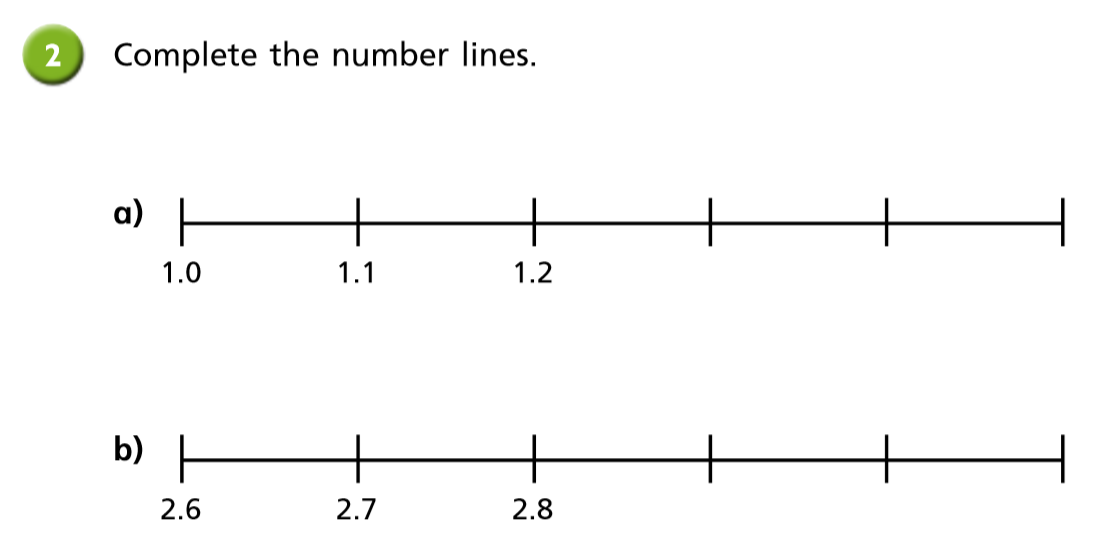 2 Complete the number lines.
a)
1.0 1.1 1.2
b)
2.6 2.7 2.8